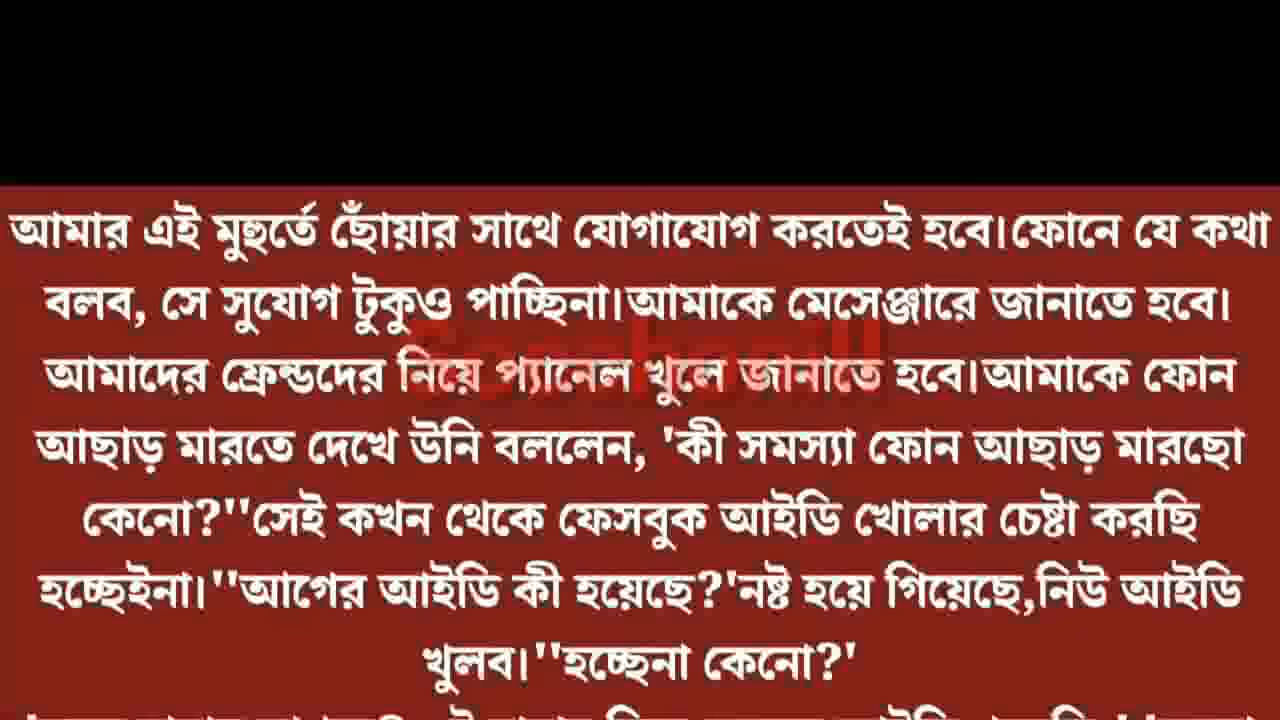 আমার এই মুহুর্তে ছোঁয়ার সাথে যোগাযোগ করতেই হবে।ফোনে যে কথা
বলব, সে সুযোগ টুকুও পাচ্ছিনা।আমাকে মেসেঞ্জারে জানাতে হবে।
আমাদের ফ্রেন্ডদের নিয়ে প্যানেল খুলে জানাতে হবে।আমাকে ফোন
আছাড় মারতে দেখে উনি বললেন, 'কী সমস্যা ফোন আছাড় মারছো
কেনো?''সেই কখন থেকে ফেসবুক আইডি খোলার চেষ্টা করছি
হচ্ছেইনা।''আগের আইডি কী হয়েছে?'নষ্ট হয়ে গিয়েছে,নিউ আইডি
খুলব।''হচ্ছেনা কেনো?'